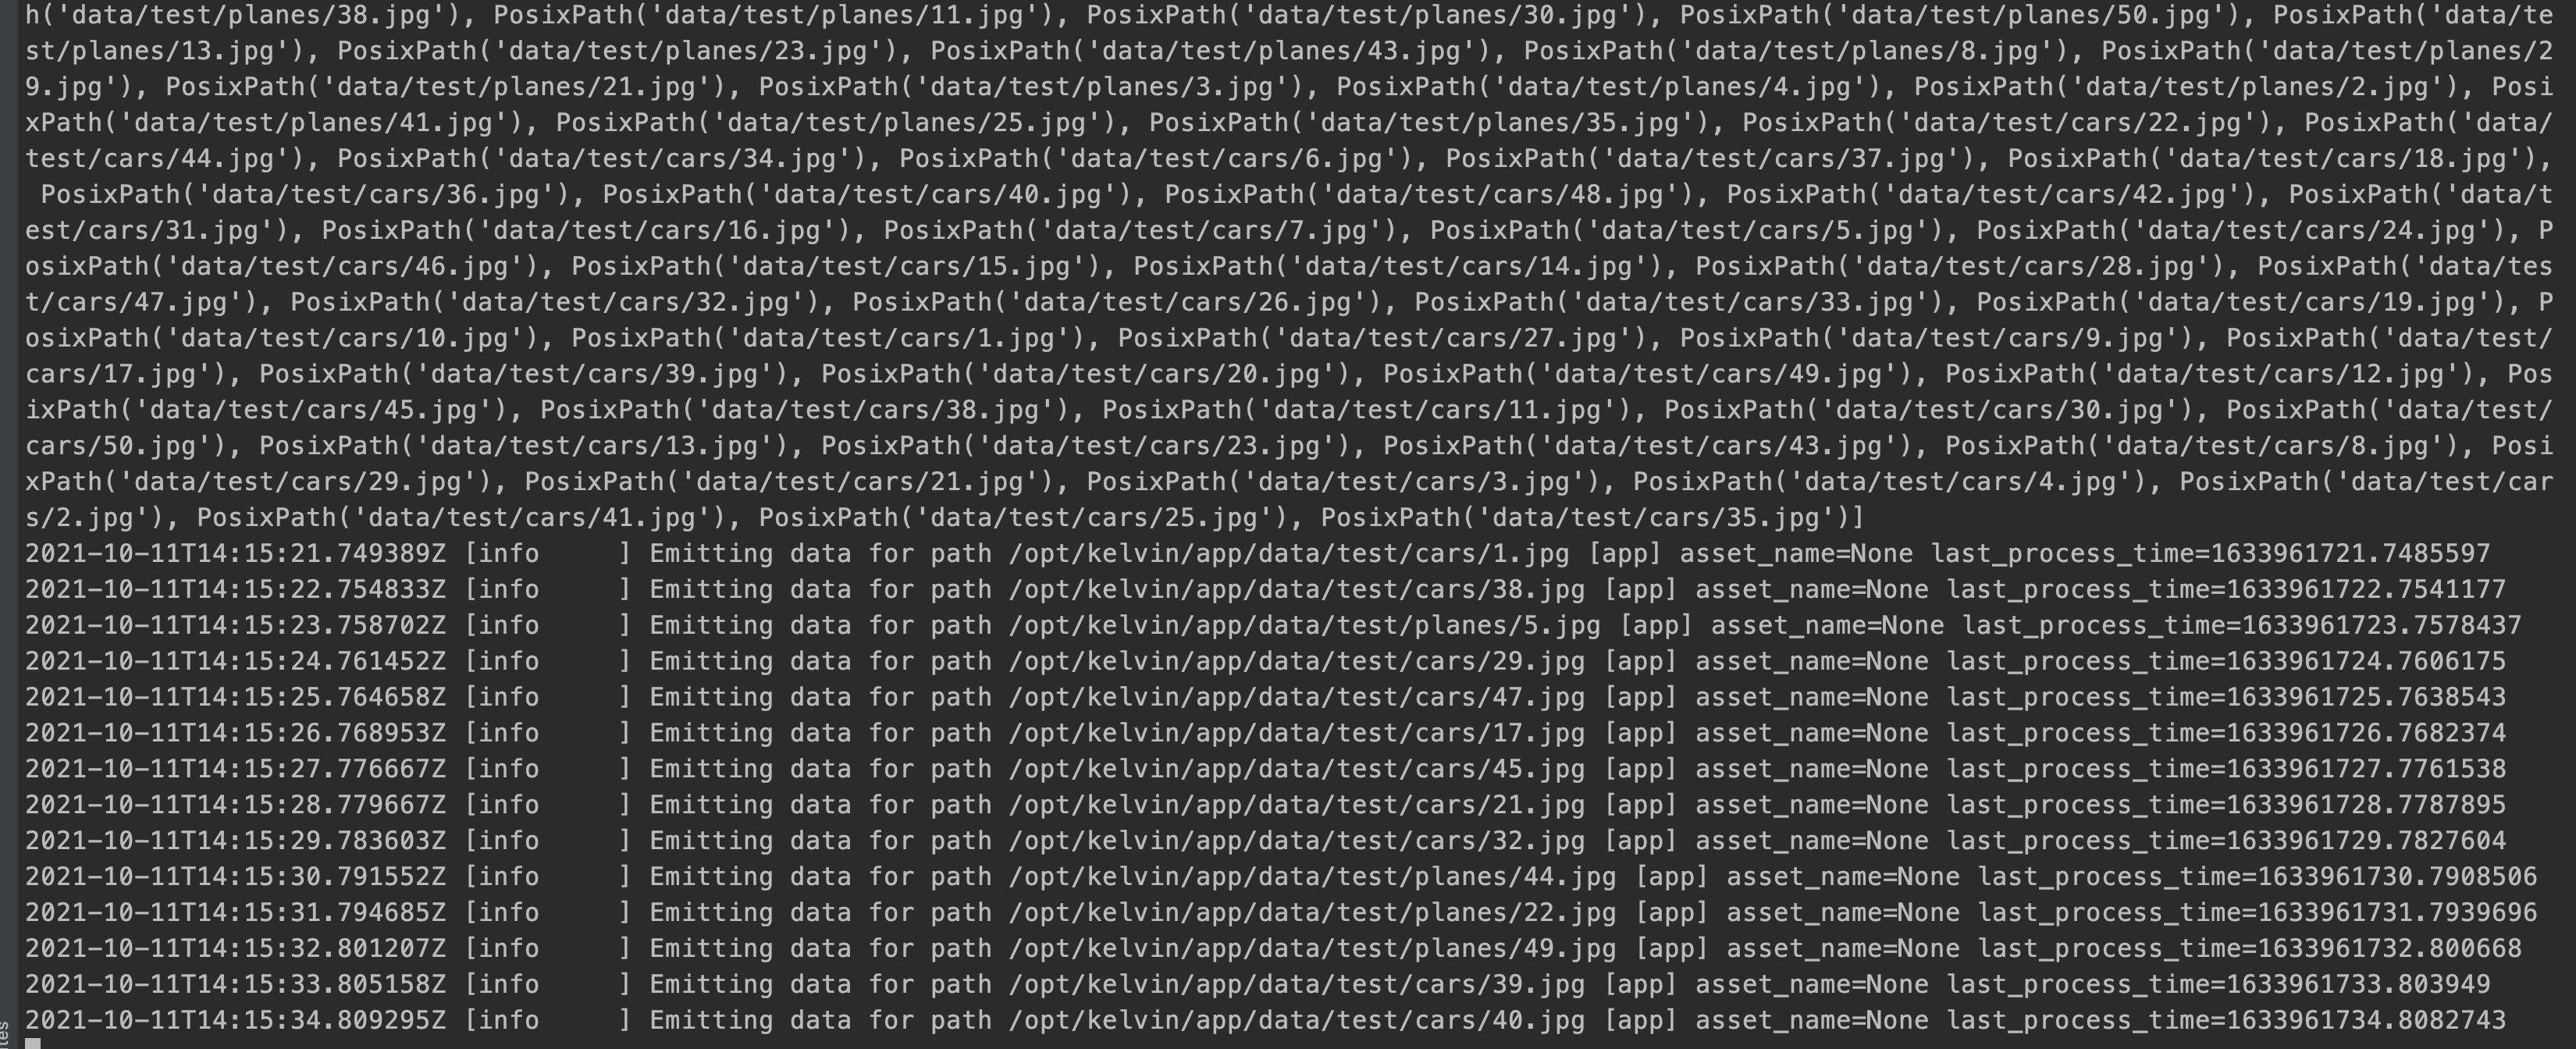 h('data/test/planes/38.jpg'), PosixPath('data/test/planes/11.jpg'), PosixPath('data/test/planes/30.jpg'), PosixPath('data/test/planes/50.jpg'), PosixPath('data/te
st/planes/13.jpg'), PosixPath('data/test/planes/23.jpg'), PosixPath('data/test/planes/43.jpg'), PosixPath('data/test/planes/8.jpg'), PosixPath('data/test/planes/2
9.jpg'), PosixPath('data/test/planes/21.jpg'), PosixPath('data/test/planes/3.jpg'), PosixPath('data/test/planes/4.jpg'), PosixPath('data/test/planes/2.jpg'), Posi
xPath('data/test/planes/41.jpg'), PosixPath('data/test/planes/25.jpg'), PosixPath('data/test/planes/35.jpg'), PosixPath('data/test/cars/22.jpg'), PosixPath('data/
test/cars/44.jpg'), PosixPath('data/test/cars/34.jpg'), PosixPath('data/test/cars/6.jpg'), PosixPath('data/test/cars/37.jpg'), PosixPath('data/test/cars/18.jpg'),
 PosixPath('data/test/cars/36.jpg'), PosixPath('data/test/cars/40.jpg'), PosixPath('data/test/cars/48.jpg'), PosixPath('data/test/cars/42.jpg'), PosixPath('data/t
est/cars/31.jpg'), PosixPath('data/test/cars/16.jpg'), PosixPath('data/test/cars/7.jpg'), PosixPath('data/test/cars/5.jpg'), PosixPath('data/test/cars/24.jpg'), P
osixPath('data/test/cars/46.jpg'), PosixPath('data/test/cars/15.jpg'), PosixPath('data/test/cars/14.jpg'), PosixPath('data/test/cars/28.jpg'), PosixPath('data/tes
t/cars/47.jpg'), PosixPath('data/test/cars/32.jpg'), PosixPath('data/test/cars/26.jpg'), PosixPath('data/test/cars/33.jpg'), PosixPath('data/test/cars/19.jpg'), P
osixPath('data/test/cars/10.jpg'), PosixPath('data/test/cars/1.jpg'), PosixPath('data/test/cars/27.jpg'), PosixPath('data/test/cars/9.jpg'), PosixPath('data/test/
cars/17.jpg'), PosixPath('data/test/cars/39.jpg'), PosixPath('data/test/cars/20.jpg'), PosixPath('data/test/cars/49.jpg'), PosixPath('data/test/cars/12.jpg'), Pos
ixPath('data/test/cars/45.jpg'), PosixPath('data/test/cars/38.jpg'), PosixPath('data/test/cars/11.jpg'), PosixPath('data/test/cars/30.jpg'), PosixPath('data/test/
cars/50.jpg'), PosixPath('data/test/cars/13.jpg'), PosixPath('data/test/cars/23.jpg'), PosixPath('data/test/cars/43.jpg'), PosixPath('data/test/cars/8.jpg'), Posi
xPath('data/test/cars/29.jpg'), PosixPath('data/test/cars/21.jpg'), PosixPath('data/test/cars/3.jpg'), PosixPath('data/test/cars/4.jpg'), PosixPath('data/test/car
s/2.jpg'), PosixPath('data/test/cars/41.jpg'), PosixPath('data/test/cars/25.jpg'), PosixPath('data/test/cars/35.jpg')]
2021-10-11T14:15:21.749389Z [info     ] Emitting data for path /opt/kelvin/app/data/test/cars/1.jpg [app] asset_name=None last_process_time=1633961721.7485597
2021-10-11T14:15:22.754833Z [info     ] Emitting data for path /opt/kelvin/app/data/test/cars/38.jpg [app] asset_name=None last_process_time=1633961722.7541177
2021-10-11T14:15:23.758702Z [info     ] Emitting data for path /opt/kelvin/app/data/test/planes/5.jpg [app] asset_name=None last_process_time=1633961723.7578437
2021-10-11T14:15:24.761452Z [info     ] Emitting data for path /opt/kelvin/app/data/test/cars/29.jpg [app] asset_name=None last_process_time=1633961724.7606175
2021-10-11T14:15:25.764658Z [info     ] Emitting data for path /opt/kelvin/app/data/test/cars/47.jpg [app] asset_name=None last_process_time=1633961725.7638543
2021-10-11T14:15:26.768953Z [info     ] Emitting data for path /opt/kelvin/app/data/test/cars/17.jpg [app] asset_name=None last_process_time=1633961726.7682374
2021-10-11T14:15:27.776667Z [info     ] Emitting data for path /opt/kelvin/app/data/test/cars/45.jpg [app] asset_name=None last_process_time=1633961727.7761538
2021-10-11T14:15:28.779667Z [info     ] Emitting data for path /opt/kelvin/app/data/test/cars/21.jpg [app] asset_name=None last_process_time=1633961728.7787895
2021-10-11T14:15:29.783603Z [info     ] Emitting data for path /opt/kelvin/app/data/test/cars/32.jpg [app] asset_name=None last_process_time=1633961729.7827604
2021-10-11T14:15:30.791552Z [info     ] Emitting data for path /opt/kelvin/app/data/test/planes/44.jpg [app] asset_name=None last_process_time=1633961730.7908506
2021-10-11T14:15:31.794685Z [info     ] Emitting data for path /opt/kelvin/app/data/test/planes/22.jpg [app] asset_name=None last_process_time=1633961731.7939696
2021-10-11T14:15:32.801207Z [info     ] Emitting data for path /opt/kelvin/app/data/test/planes/49.jpg [app] asset_name=None last_process_time=1633961732.800668
2021-10-11T14:15:33.805158Z [info     ] Emitting data for path /opt/kelvin/app/data/test/cars/39.jpg [app] asset_name=None last_process_time=1633961733.803949
2021-10-11T14:15:34.809295Z [info     ] Emitting data for path /opt/kelvin/app/data/test/cars/40.jpg [app] asset_name=None last_process_time=1633961734.8082743